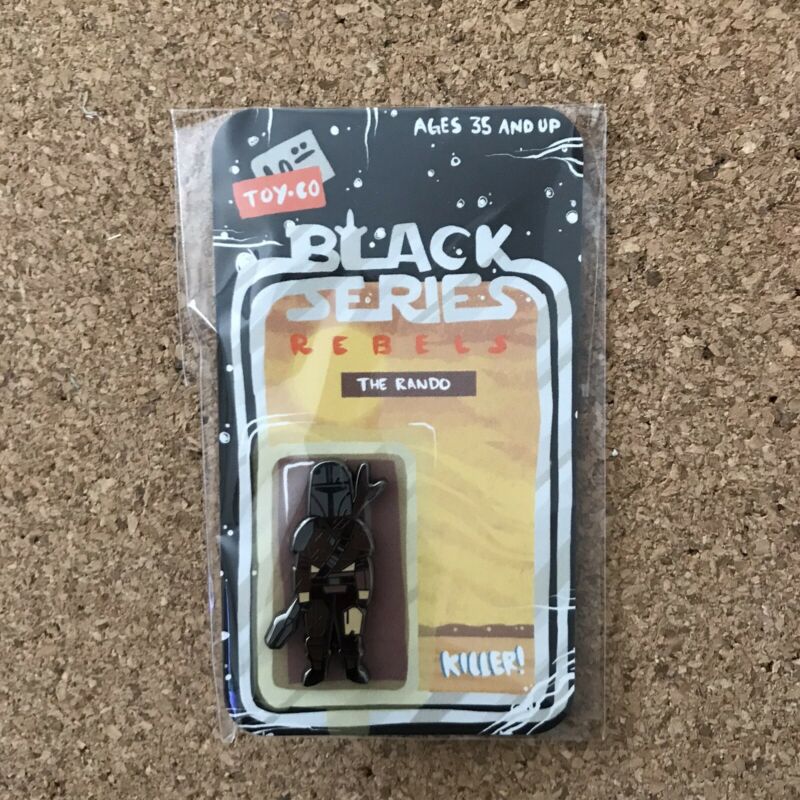 AGES 35 AND UP
TOY·CO
BLACK
SERIES
REBELS
THE RANDO
KILLER!